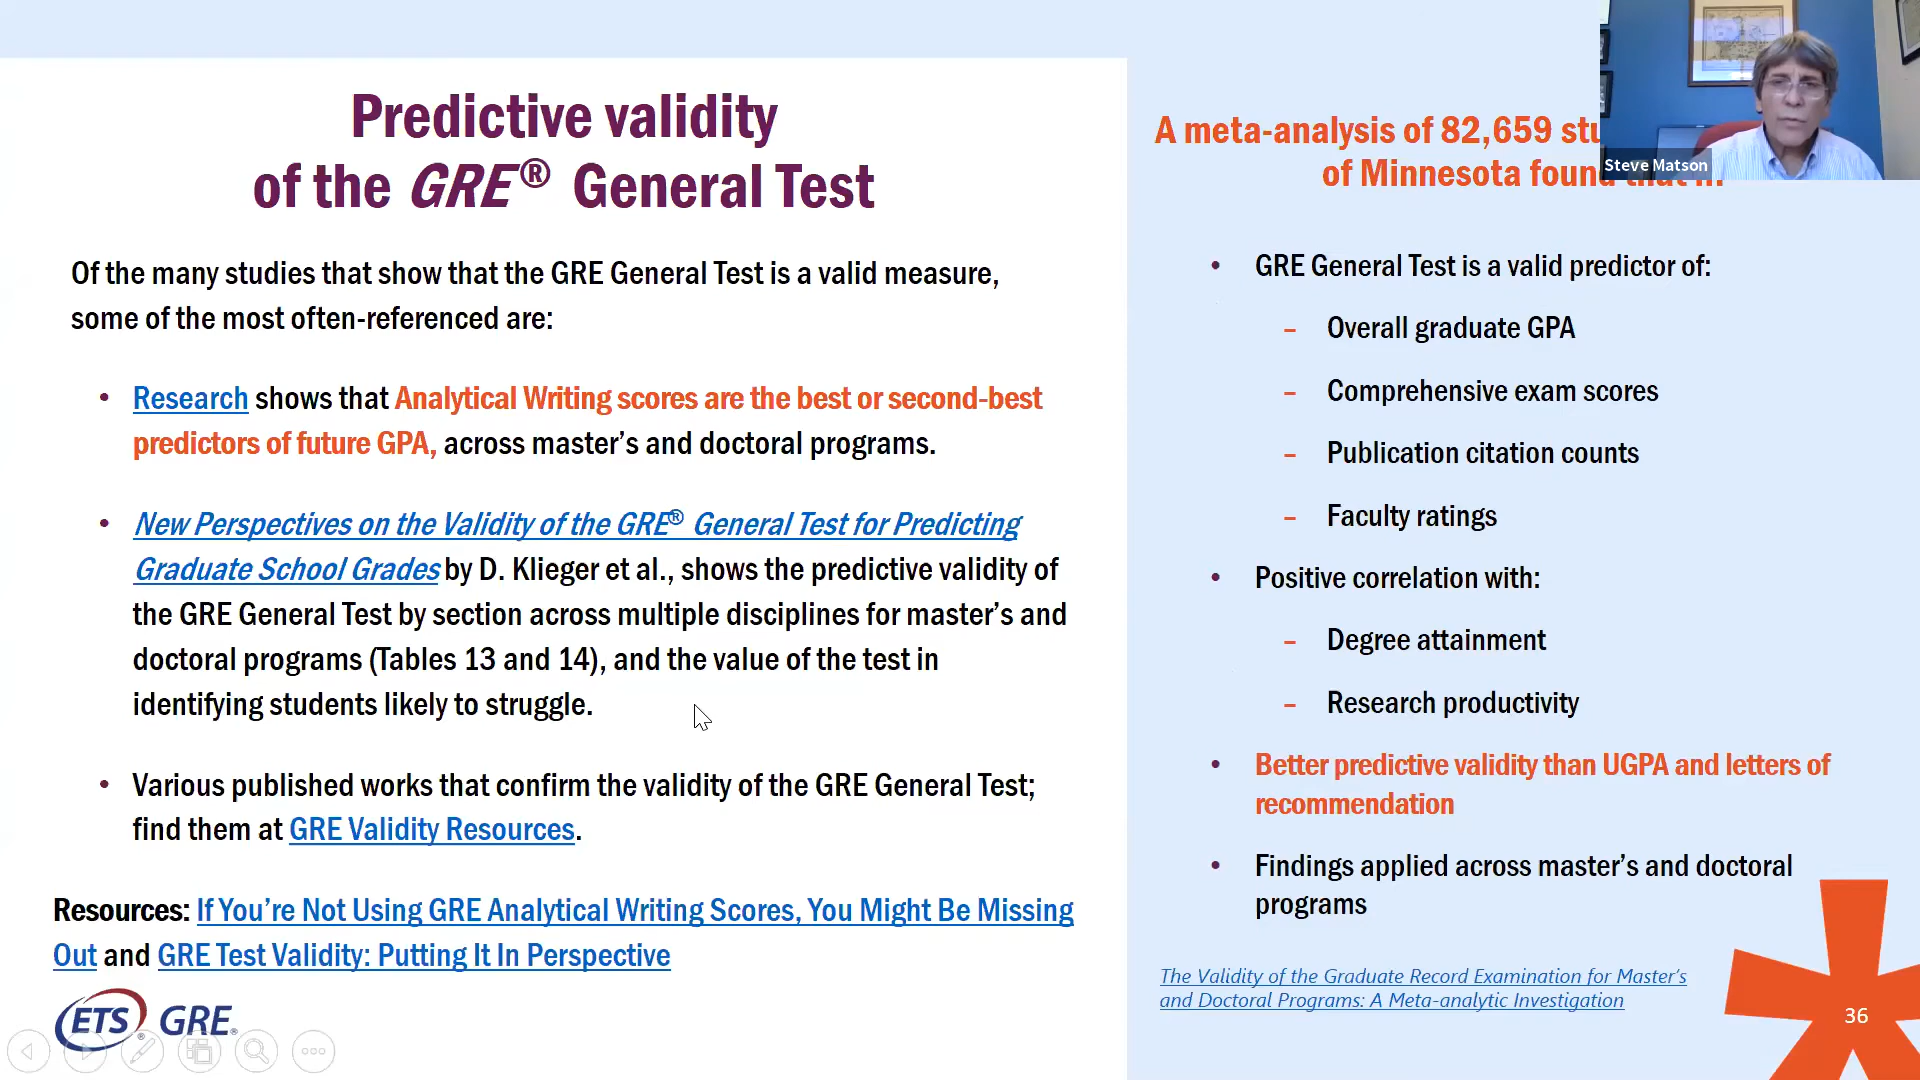 Predictive validity
of the GRE® General Test
Of the many studies that show that the GRE General Test is a valid measure,
some of the most often-referenced are:
• Research shows that Analytical Writing scores are the best or second-best
predictors of future GPA, across master’s and doctoral programs.
• New Perspectives on the Validity of the GRE® General Test for Predicting
Graduate School Grades by D. Klieger et al., shows the predictive validity of
the GRE General Test by section across multiple disciplines for master’s and
doctoral programs (Tables 13 and 14), and the value of the test in
identifying students likely to struggle.
• Various published works that confirm the validity of the GRE General Test;
find them at GRE Validity Resources.
Resources: If You’re Not Using GRE Analytical Writing Scores, You Might Be Missing
Out and GRE Test Validity: Putting It In Perspective
ETS® GRE®
A meta-analysis of 82,659
of Minnesota found
Steve Matson
• GRE General Test is a valid predictor of:
– Overall graduate GPA
– Comprehensive exam scores
– Publication citation counts
– Faculty ratings
• Positive correlation with:
– Degree attainment
– Research productivity
• Better predictive validity than UGPA and letters of
recommendation
• Findings applied across master’s and doctoral
programs
The Validity of the Graduate Record Examination for Master’s
and Doctoral Programs: A Meta-analytic Investigation
36